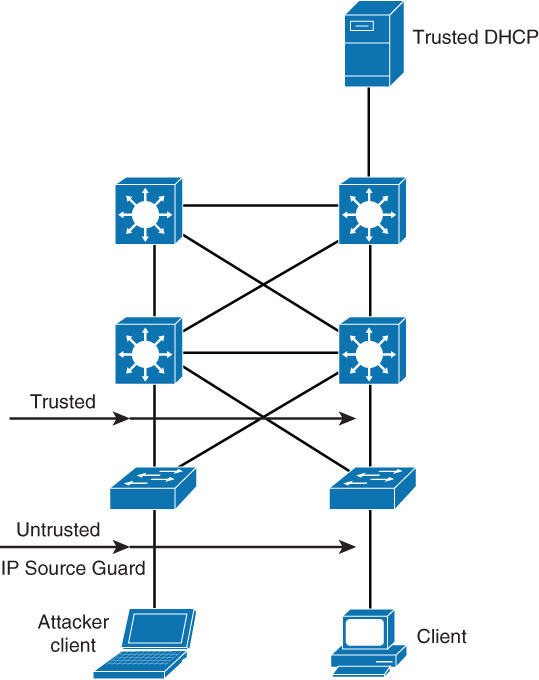 Trusted DHCP
Trusted
Untrusted
IP Source Guard
Attacker
client
Client